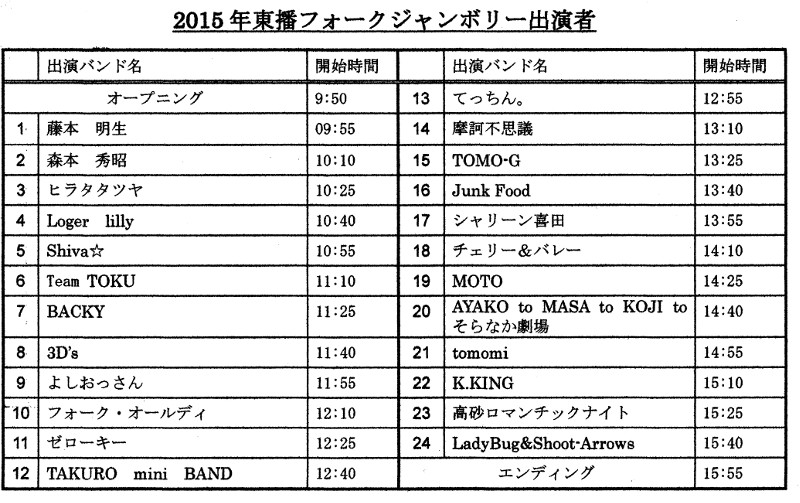 2015年東播フォークジャンボリー出演者
出演バンド名 開始時間
オープニング 9:50
1 藤本　明生 09:55
2 森本　秀昭 10:10
3 ヒラタタツヤ 10:25
4 Loger lilly 10:40
5 Shiva☆ 10:55
6 Team TOKU 11:10
7 BACKY 11:25
8 3D's 11:40
9 よしおっさん 11:55
10 フォーク・オールディ 12:10
11 ゼローキー 12:25
12 TAKURO mini BAND 12:40
出演バンド名 開始時間
13 てっちん。 12:55
14 摩訶不思議 13:10
15 TOMO-G 13:25
16 Junk Food 13:40
17 シャリーン喜田 13:55
18 チェリー＆バレー 14:10
19 MOTO 14:25
20 AYAKO to MASA to KOJI to 14:40
そらなか劇場
21 tomomi 14:55
22 K.KING 15:10
23 高砂ロマンチックナイト 15:25
24 LadyBug&Shoot-Arrows 15:40
エンディング 15:55